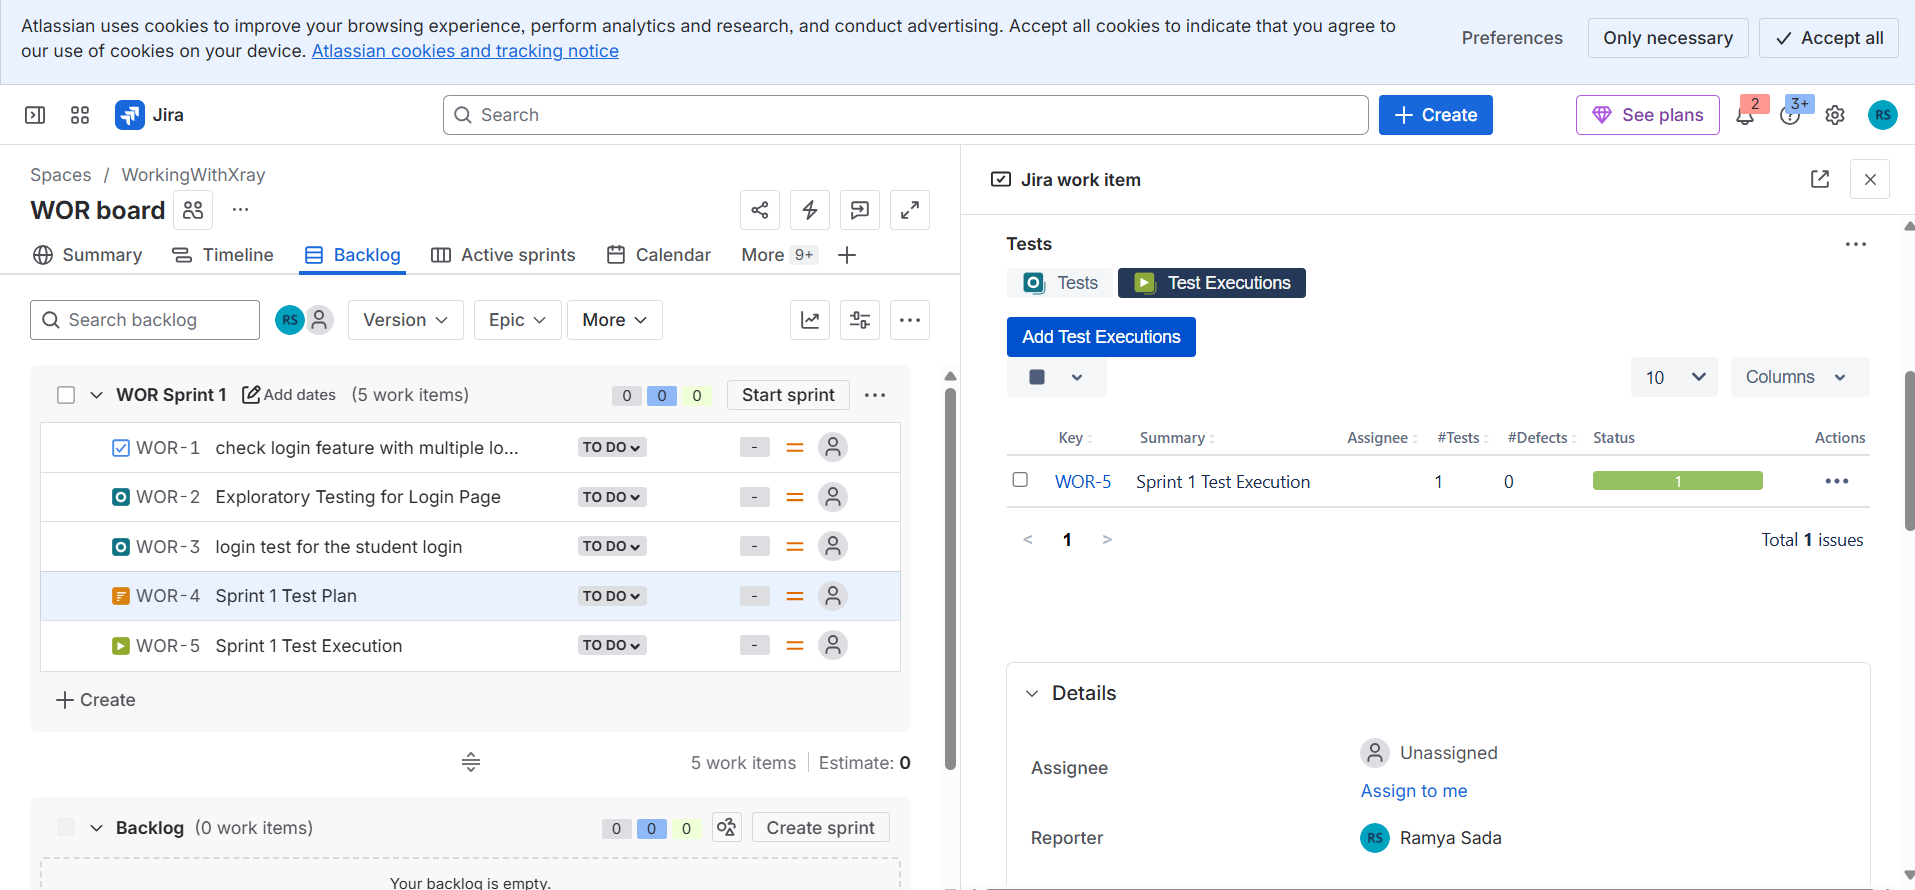 Atlassian uses cookies to improve your browsing experience, perform analytics and research, and conduct advertising. Accept all cookies to indicate that you agree to
our use of cookies on your device. Atlassian cookies and tracking notice
Preferences
Only necessary
Accept all
Jira
Search
Create
See plans
2
3+
RS
Spaces / WorkingWithXray
WOR board
Summary
Timeline
Backlog
Active sprints
Calendar
More 9+
Search backlog
RS
Version
Epic
More
WOR Sprint 1 Add dates (5 work items) 0 0 0 Start sprint
WOR-1 check login feature with multiple lo... TO DO -
WOR-2 Exploratory Testing for Login Page TO DO -
WOR-3 login test for the student login TO DO -
WOR-4 Sprint 1 Test Plan TO DO -
WOR-5 Sprint 1 Test Execution TO DO -
Create
5 work items Estimate: 0
Backlog (0 work items) 0 0 0 Create sprint
Your backlog is empty.
Jira work item
Tests
Tests Test Executions
Add Test Executions
10 Columns
Key Summary Assignee #Tests #Defects Status Actions
WOR-5 Sprint 1 Test Execution 1 0 1
< 1 > Total 1 issues
Details
Assignee Unassigned
Assign to me
Reporter RS Ramya Sada